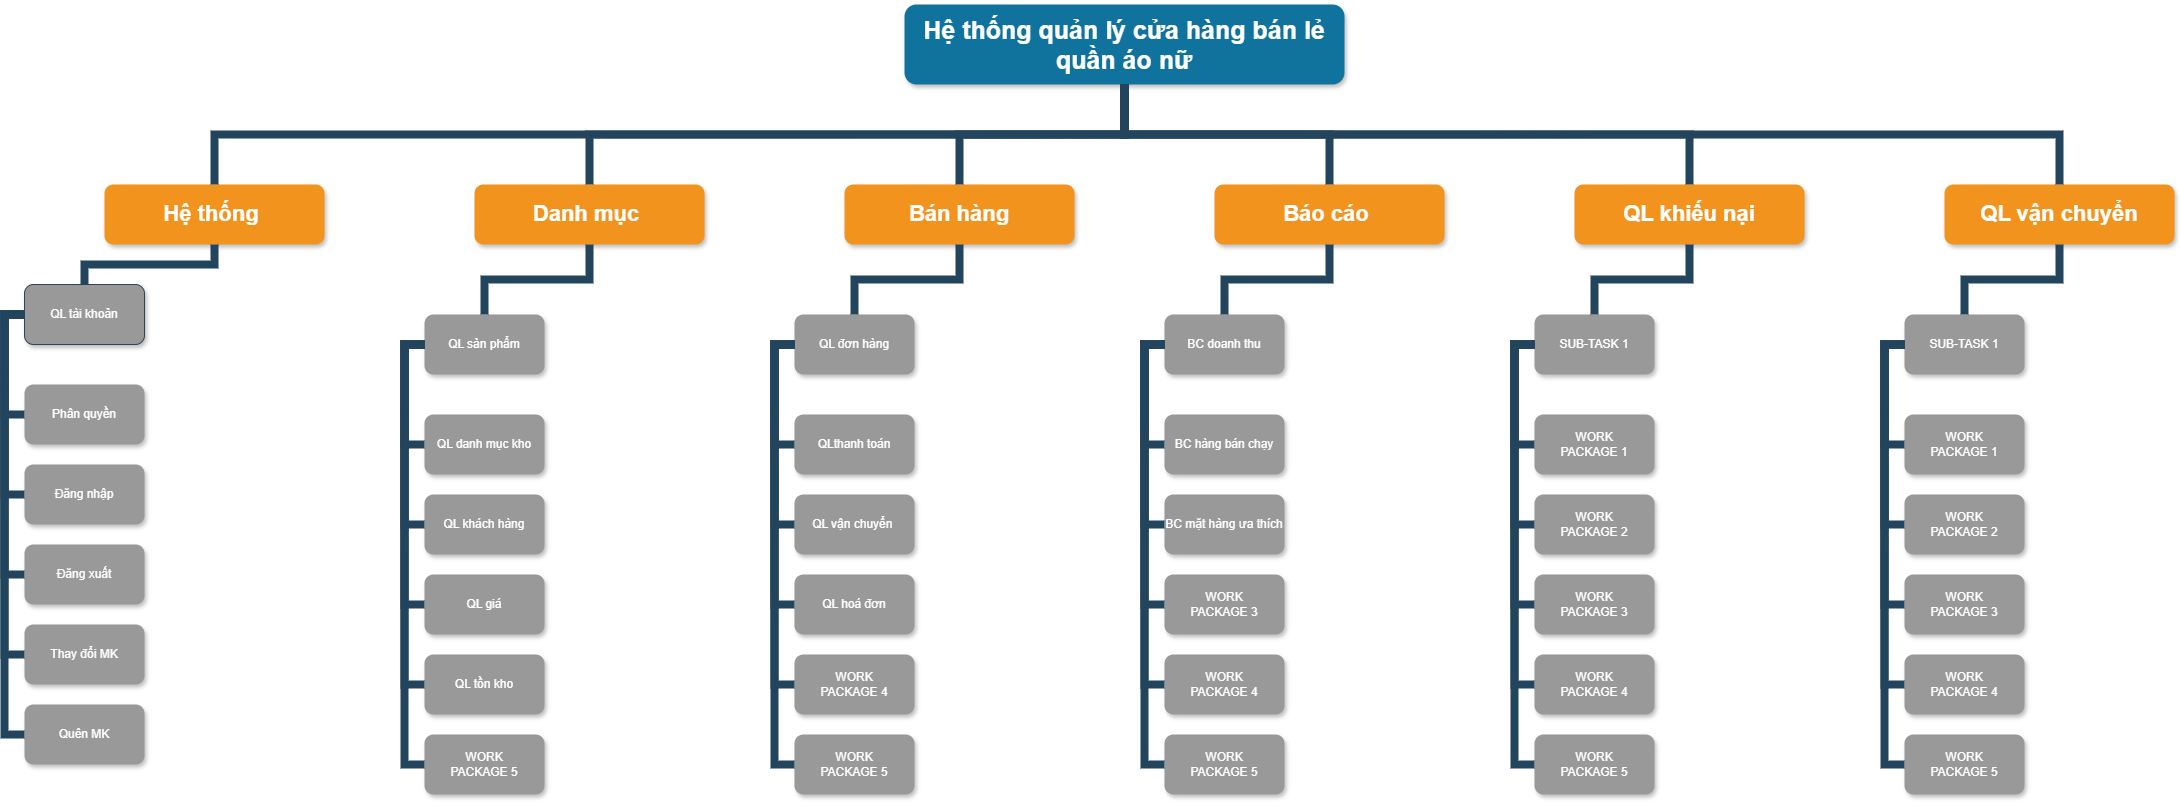 Hệ thống quản lý cửa hàng bán lẻ
quần áo nữ
Hệ thống
Danh mục
Bán hàng
Báo cáo
QL khiếu nại
QL vận chuyển
QL tài khoản
Phân quyền
Đăng nhập
Đăng xuất
Thay đổi MK
Quên MK
QL sản phẩm
QL danh mục kho
QL khách hàng
QL giá
QL tồn kho
WORK
PACKAGE 5
QL đơn hàng
QLthanh toán
QL vận chuyển
QL hoá đơn
WORK
PACKAGE 4
WORK
PACKAGE 5
BC doanh thu
BC hàng bán chạy
BC mặt hàng ưa thích
WORK
PACKAGE 3
WORK
PACKAGE 4
WORK
PACKAGE 5
SUB-TASK 1
WORK
PACKAGE 1
WORK
PACKAGE 2
WORK
PACKAGE 3
WORK
PACKAGE 4
WORK
PACKAGE 5
SUB-TASK 1
WORK
PACKAGE 1
WORK
PACKAGE 2
WORK
PACKAGE 3
WORK
PACKAGE 4
WORK
PACKAGE 5